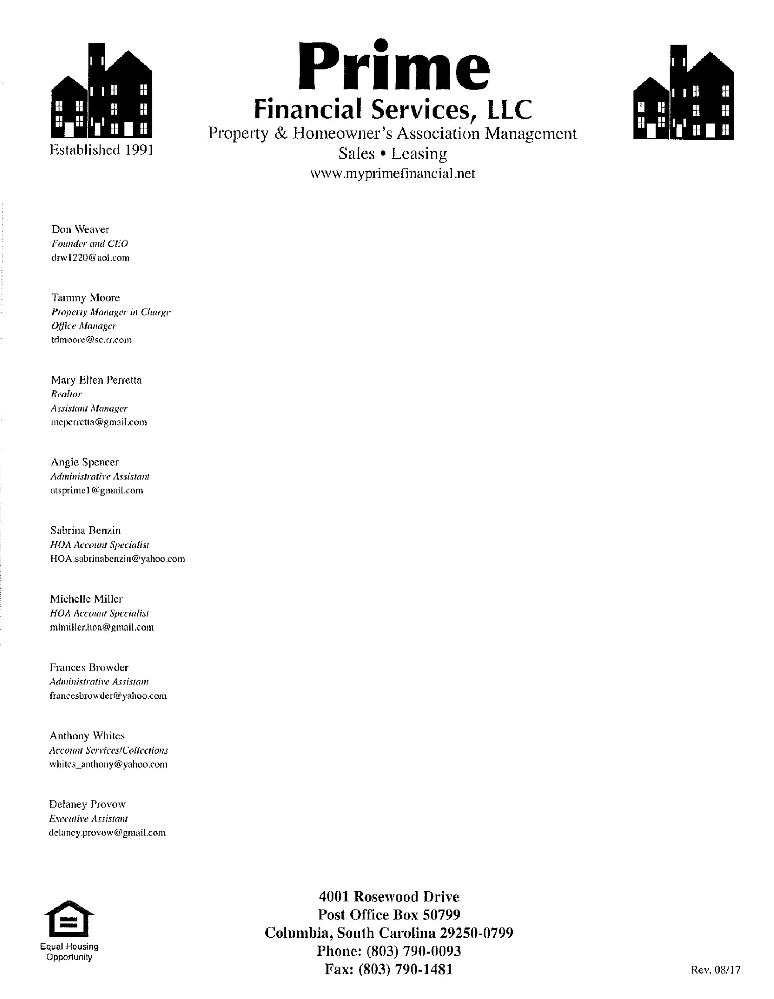 Prime
Financial Services, LLC
Property & Homeowner's Association Management
Sales • Leasing
www.myprimefinancial.net
Established 1991
Don Weaver
Founder and CEO
drw1220@aol.com
Tammy Moore
Property Manager in Charge
Office Manager
tdmoore@sc.rr.com
Mary Ellen Perretta
Realtor
Assistant Manager
meperretta@gmail.com
Angie Spencer
Administrative Assistant
atsprime1@gmail.com
Sabrina Benzin
HOA Account Specialist
HOA.sabrinabenzin@yahoo.com
Michelle Miller
HOA Account Specialist
mlmiller.hoa@gmail.com
Frances Browder
Administrative Assistant
francesbrowder@yahoo.com
Anthony Whites
Account Services/Collections
whites_anthony@yahoo.com
Delaney Provow
Executive Assistant
delaney.provow@gmail.com
Equal Housing
Opportunity
4001 Rosewood Drive
Post Office Box 50799
Columbia, South Carolina 29250-0799
Phone: (803) 790-0093
Fax: (803) 790-1481
Rev. 08/17